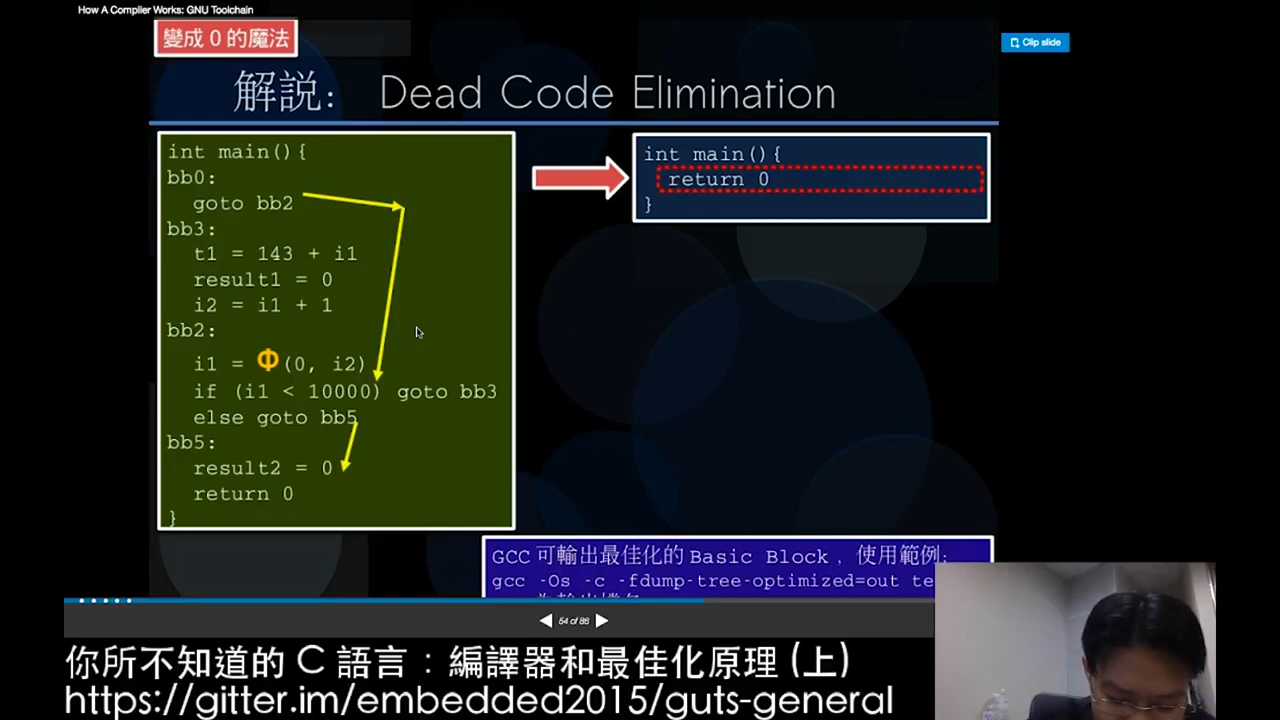 How A Compiler Works: GNU Toolchain
變成 0 的魔法
Clip slide
解說： Dead Code Elimination
int main(){
bb0:
goto bb2
bb3:
t1 = 143 + i1
result1 = 0
i2 = i1 + 1
bb2:
i1 = Φ(0, i2)
if (i1 < 10000) goto bb3
else goto bb5
bb5:
result2 = 0
return 0
}
int main(){
return 0
}
GCC 可輸出最佳化的 Basic Block , 使用範例:
gcc -Os -c -fdump-tree-optimized=out
54 of 86
你所不知道的 C 語言：編譯器和最佳化原理 (上)
https://gitter.im/embedded2015/guts-general